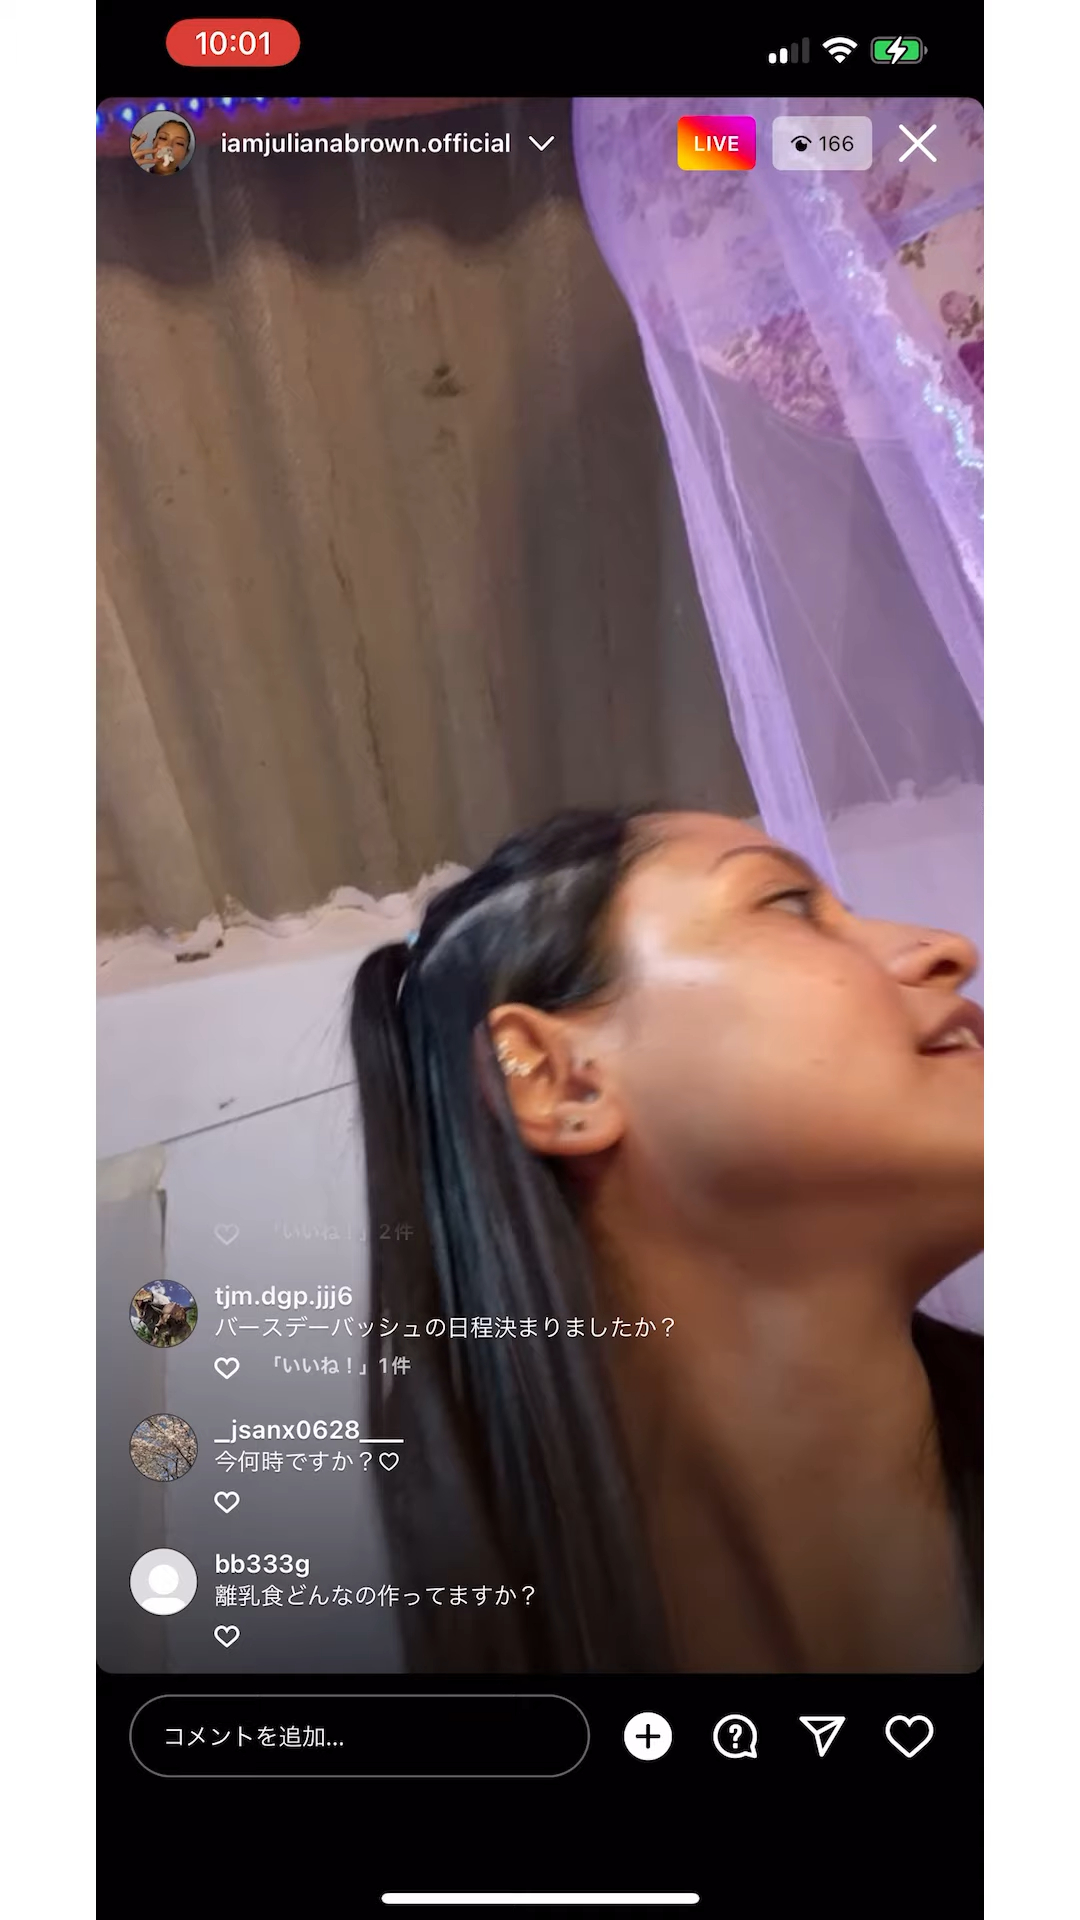 10:01
iamjulianabrown.official
LIVE
166
「いいね！」2件
tjm.dgp.jjj6
バースデーバッシュの日程決まりましたか？
「いいね！」1件
_jsanx0628___
今何時ですか？♡
bb333g
離乳食どんなの作ってますか？
コメントを追加...